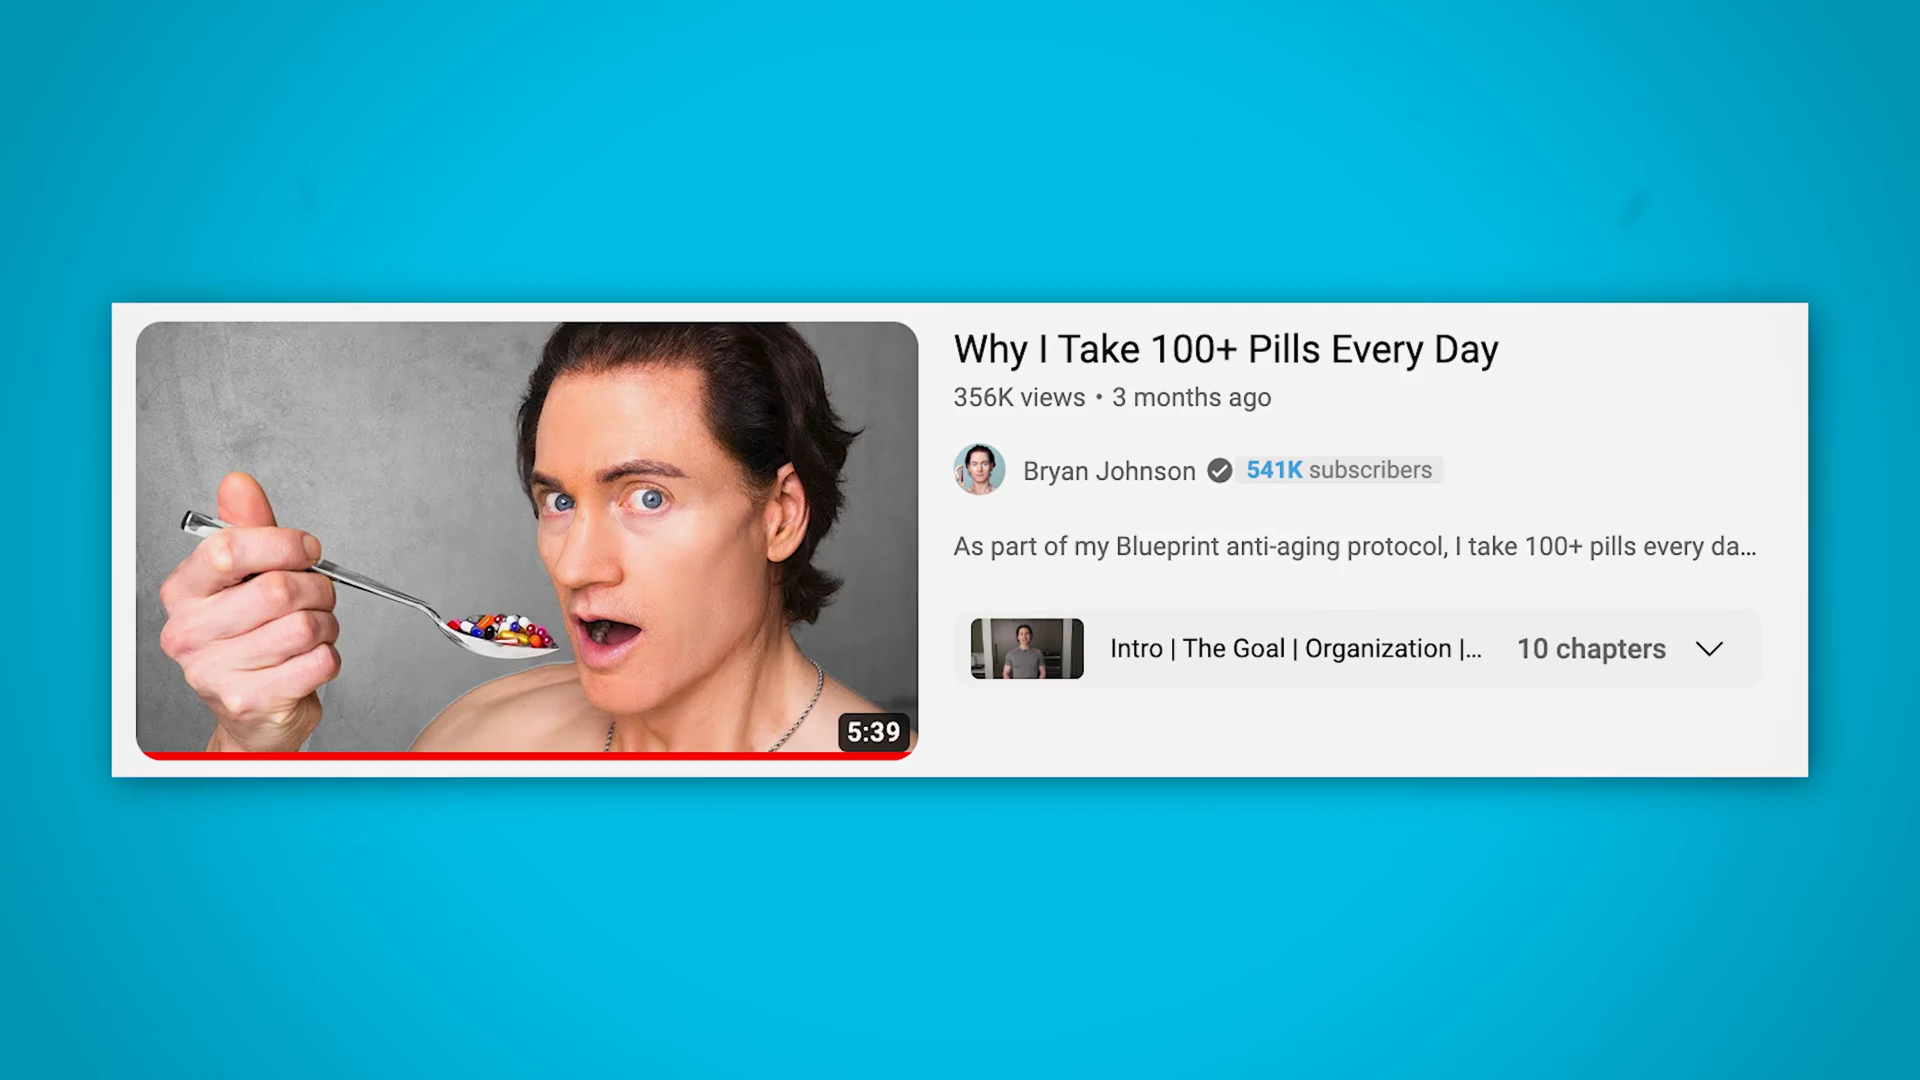 Why I Take 100+ Pills Every Day
356K views • 3 months ago
Bryan Johnson 541K subscribers
As part of my Blueprint anti-aging protocol, I take 100+ pills every da...
Intro | The Goal | Organization |... 10 chapters
5:39